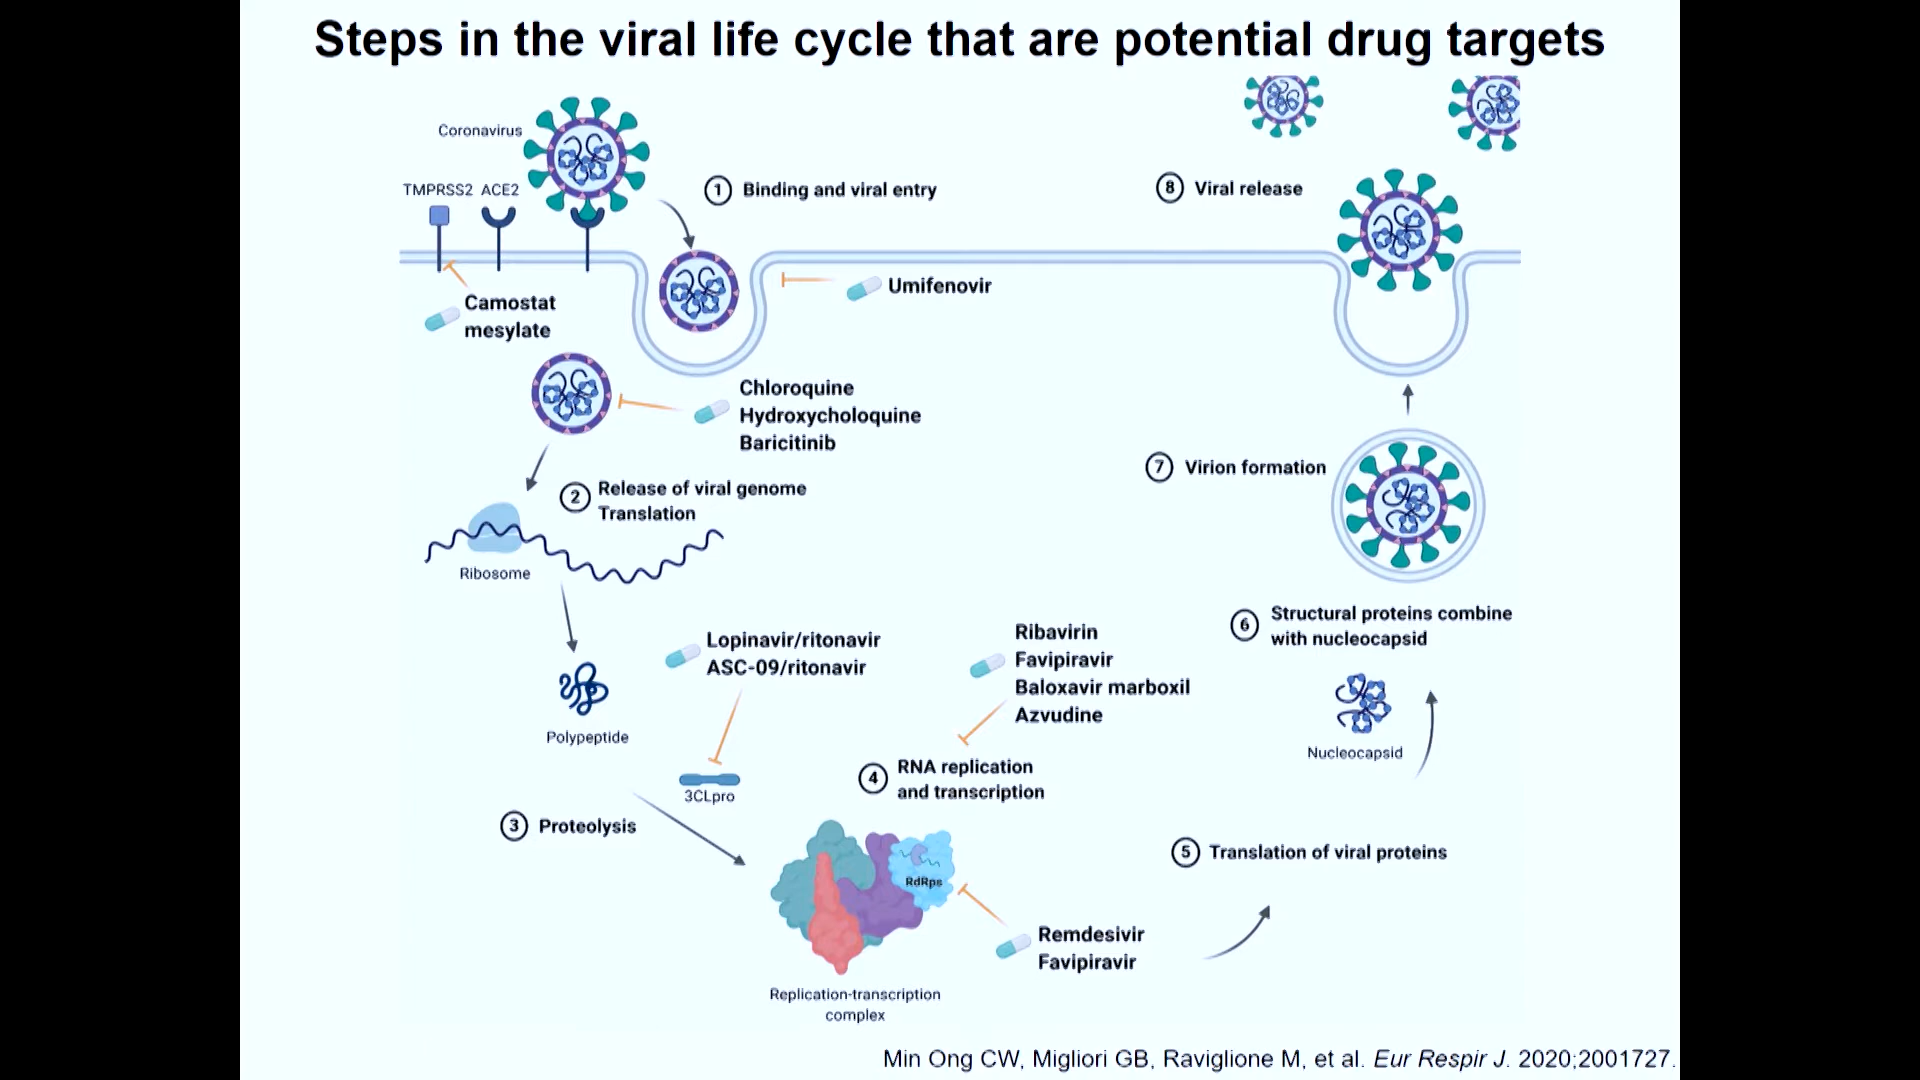 Steps in the viral life cycle that are potential drug targets
Coronavirus
TMPRSS2 ACE2
1 Binding and viral entry
Camostat
mesylate
Umifenovir
Chloroquine
Hydroxycholoquine
Baricitinib
2 Release of viral genome
Translation
Ribosome
Polypeptide
Lopinavir/ritonavir
ASC-09/ritonavir
3CLpro
3 Proteolysis
Ribavirin
Favipiravir
Baloxavir marboxil
Azvudine
4 RNA replication
and transcription
RdRps
Remdesivir
Favipiravir
Replication-transcription
complex
5 Translation of viral proteins
Nucleocapsid
6 Structural proteins combine
with nucleocapsid
7 Virion formation
8 Viral release
Min Ong CW, Migliori GB, Raviglione M, et al. Eur Respir J. 2020;2001727.